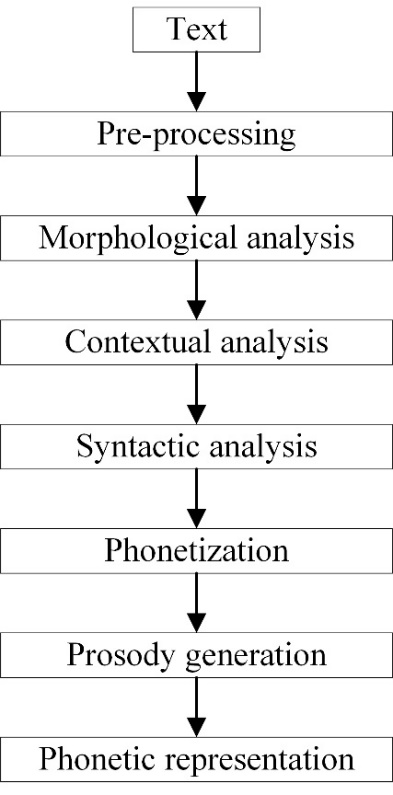 Text
Pre-processing
Morphological analysis
Contextual analysis
Syntactic analysis
Phonetization
Prosody generation
Phonetic representation